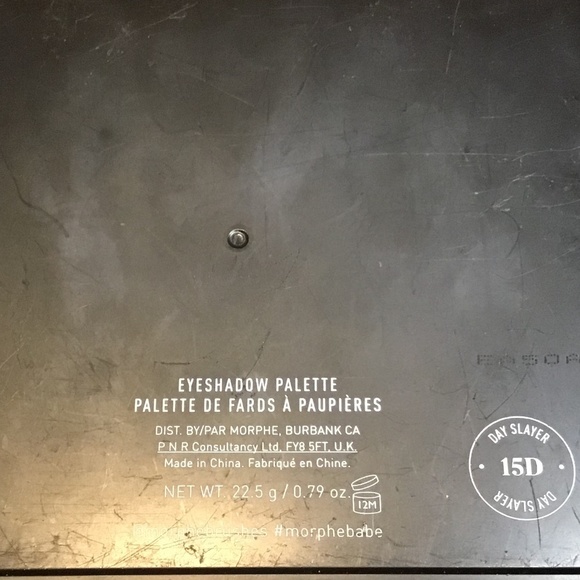 EYESHADOW PALETTE
PALETTE DE FARDS À PAUPIÈRES
DIST. BY/PAR MORPHE, BURBANK CA
P N R Consultancy Ltd. FY8 5FT, U.K.
Made in China. Fabriqué en Chine.
NET WT. 22.5 g / 0.79 oz.
12M
#morphebabe
DAY SLAYER
15D
DAY SLAYER